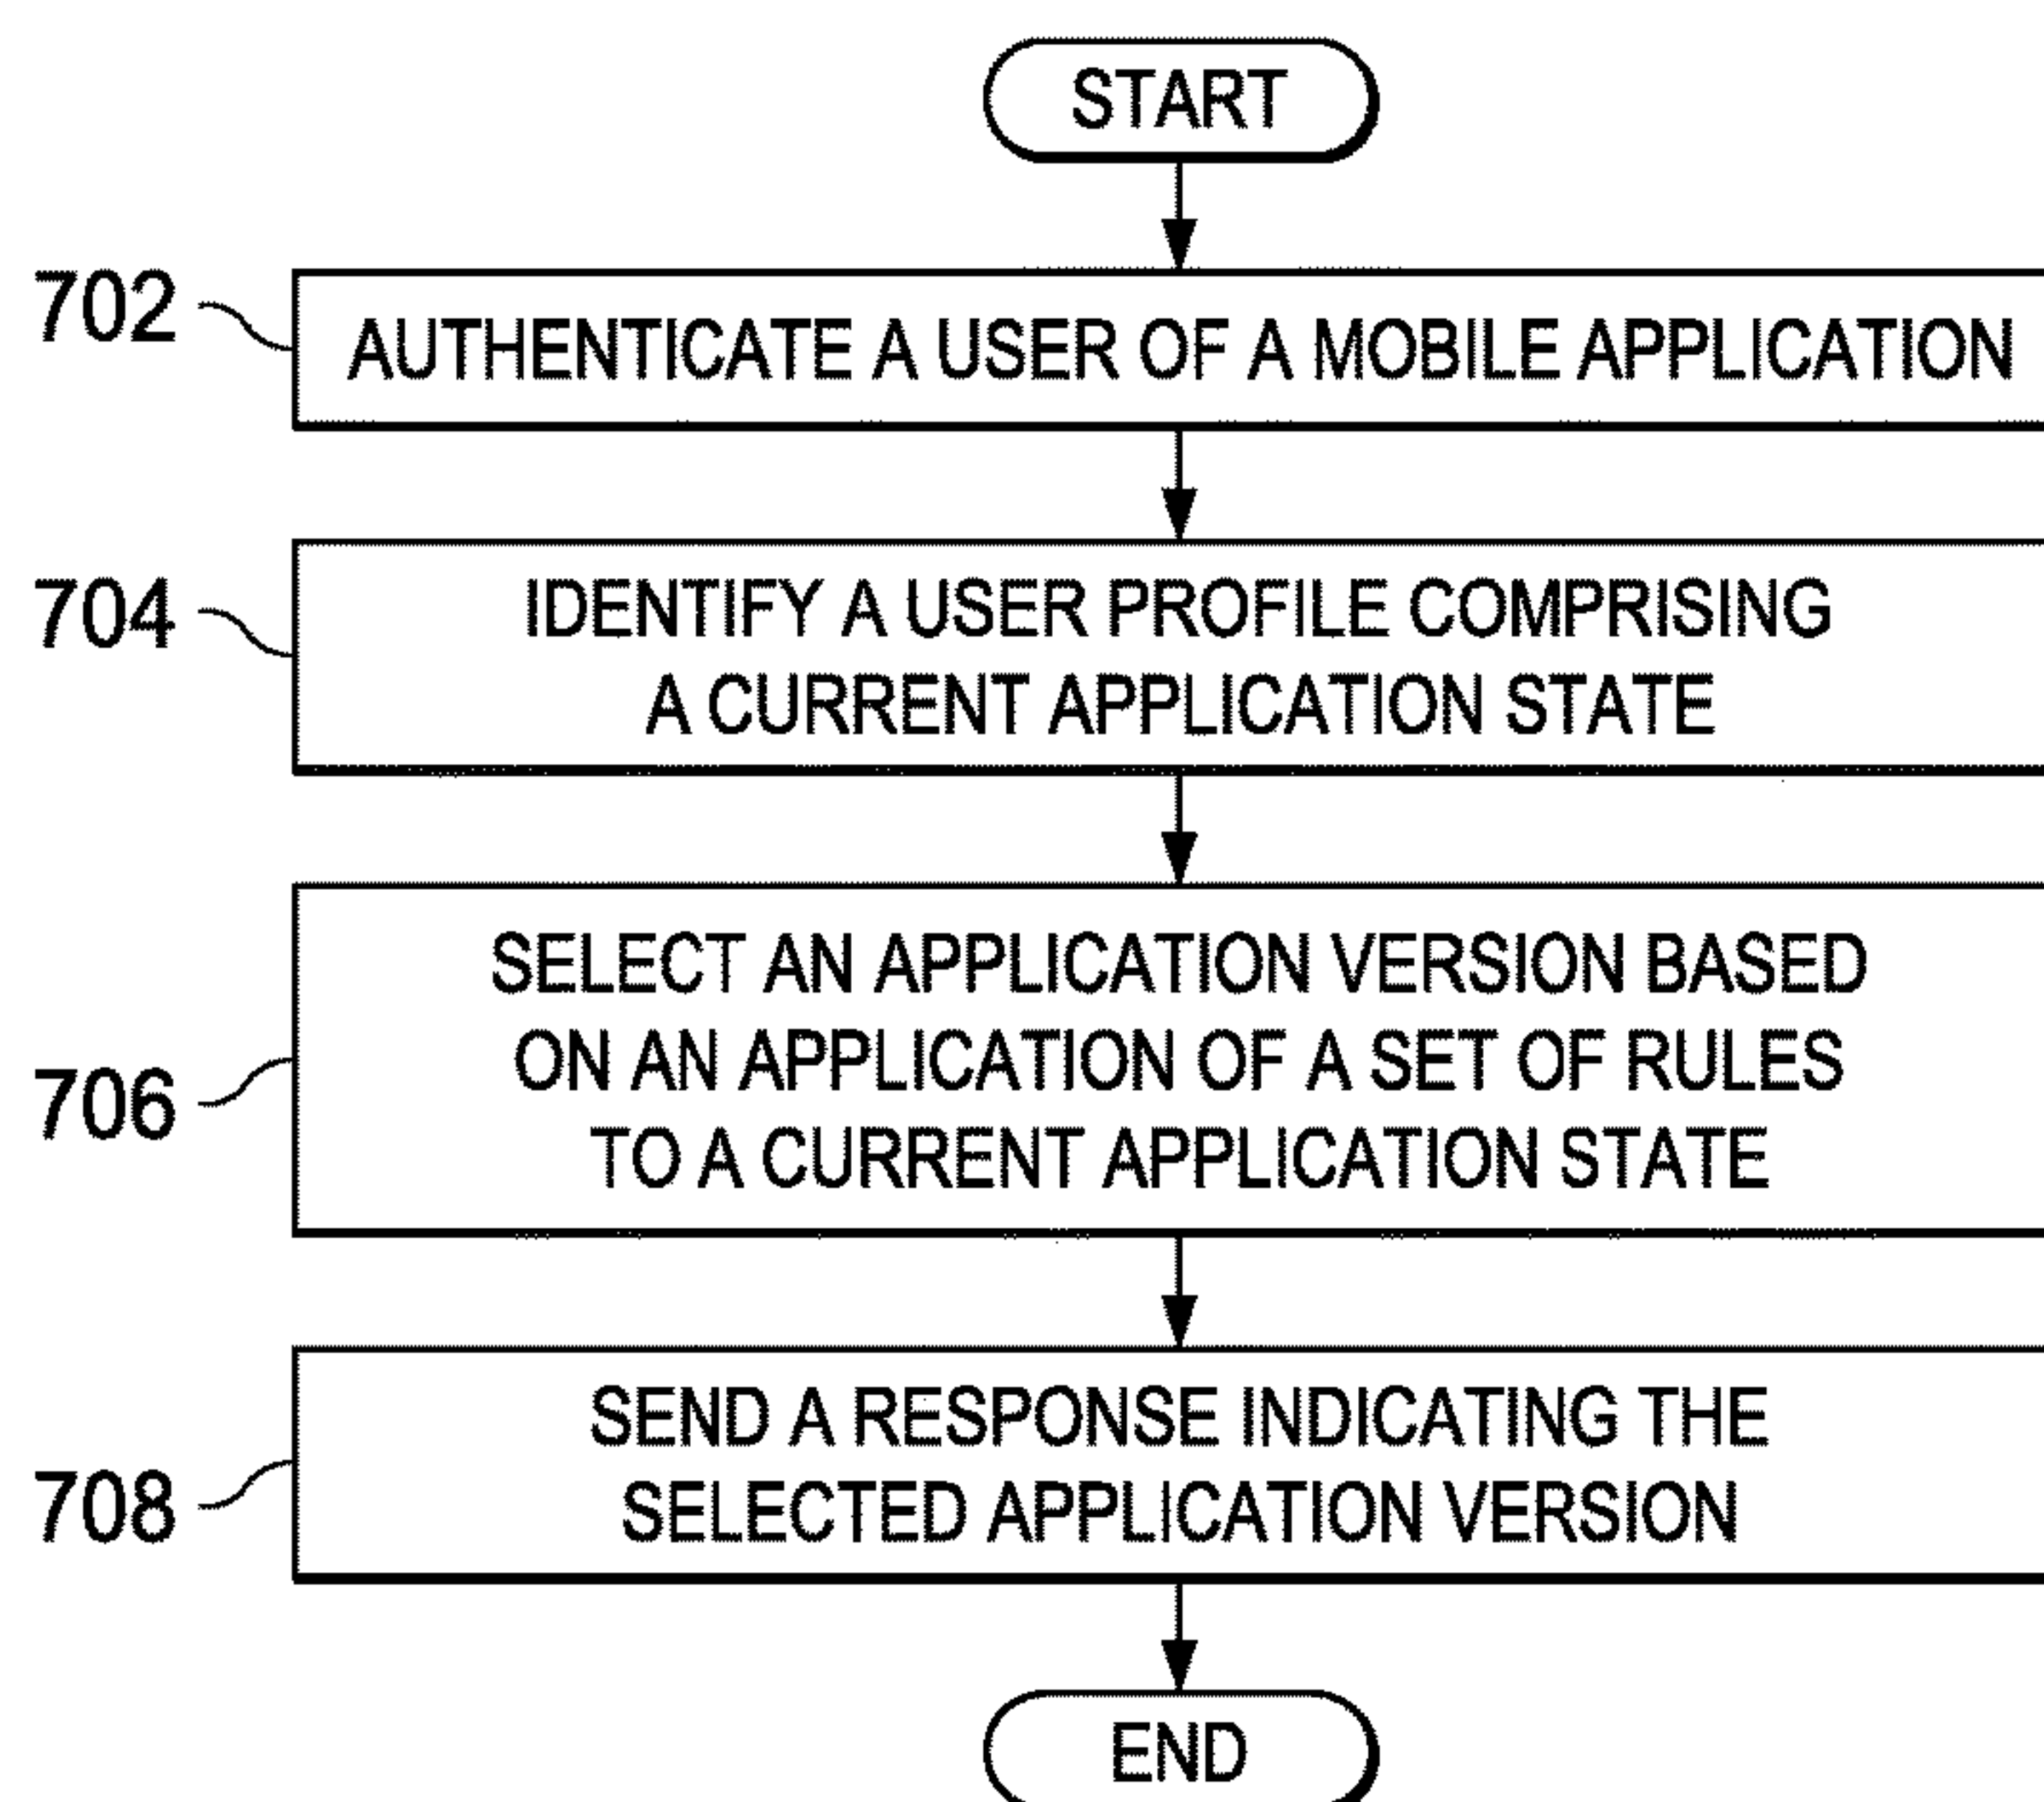 START
702
AUTHENTICATE A USER OF A MOBILE APPLICATION
704
IDENTIFY A USER PROFILE COMPRISING
A CURRENT APPLICATION STATE
706
SELECT AN APPLICATION VERSION BASED
ON AN APPLICATION OF A SET OF RULES
TO A CURRENT APPLICATION STATE
708
SEND A RESPONSE INDICATING THE
SELECTED APPLICATION VERSION
END